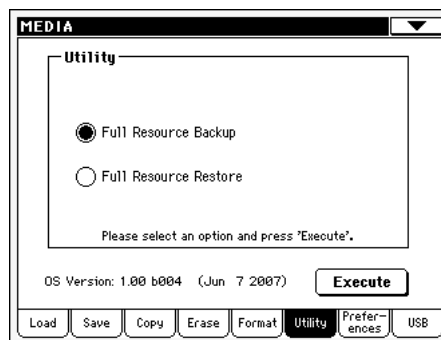 MEDIA
Utility
Full Resource Backup
Full Resource Restore
Please select an option and press 'Execute'.
OS Version: 1.00 b004 (Jun 7 2007)
Execute
Load Save Copy Erase Format Utility Prefer-
ences USB